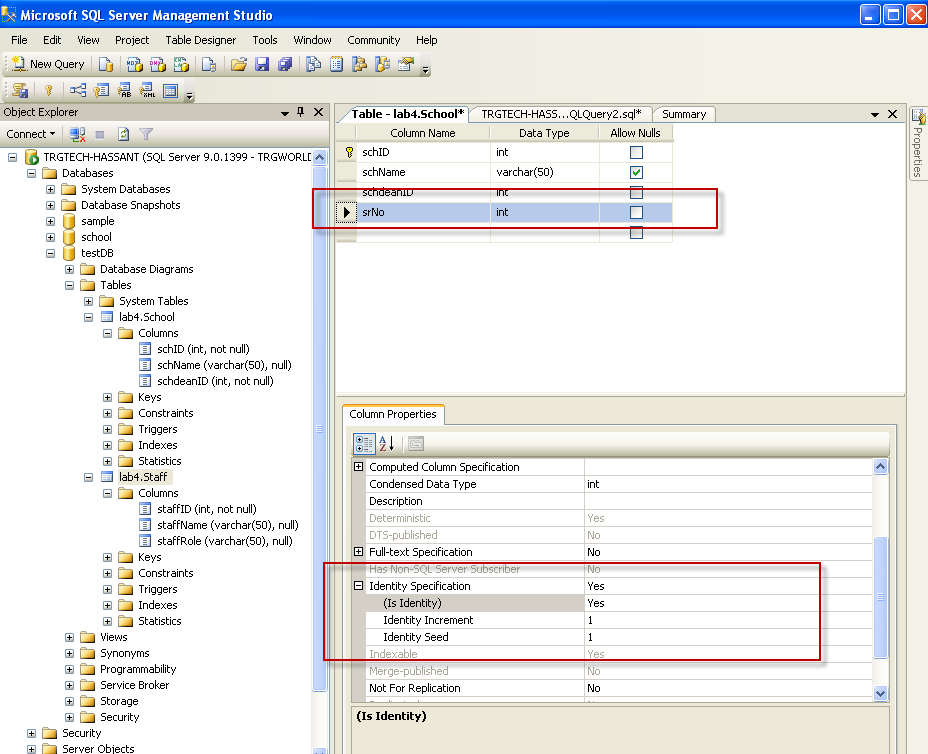 Microsoft SQL Server Management Studio
File Edit View Project Table Designer Tools Window Community Help
New Query
Object Explorer
Connect
TRGTECH-HASSANT (SQL Server 9.0.1399 - TRGWORLD
Databases
System Databases
Database Snapshots
sample
school
testDB
Database Diagrams
Tables
System Tables
lab4.School
Columns
schID (int, not null)
schName (varchar(50), null)
schdeanID (int, not null)
Keys
Constraints
Triggers
Indexes
Statistics
lab4.Staff
Columns
staffID (int, not null)
staffName (varchar(50), null)
staffRole (varchar(50), null)
Keys
Constraints
Triggers
Indexes
Statistics
Views
Synonyms
Programmability
Service Broker
Storage
Security
Security
Server Objects
Table - lab4.School* TRGTECH-HASS...QLQuery2.sql* Summary
Column Name Data Type Allow Nulls
schID int
schName varchar(50)
schdeanID int
srNo int
Column Properties
Computed Column Specification
Condensed Data Type int
Description
Deterministic Yes
DTS-published No
Full-text Specification No
Has Non-SQL Server Subscriber No
Identity Specification Yes
(Is Identity) Yes
Identity Increment 1
Identity Seed 1
Indexable Yes
Merge-published No
Not For Replication No
(Is Identity)
Properties